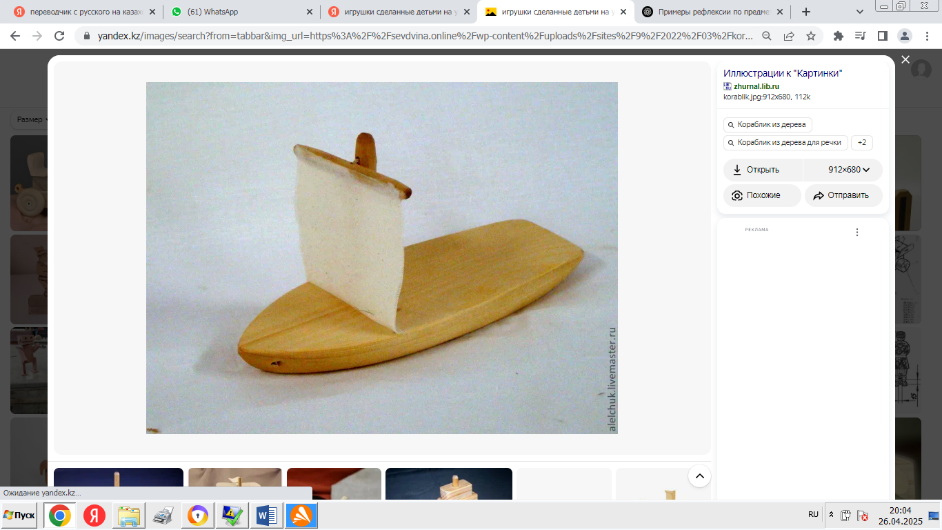 переводчик с русского на казах
(61) WhatsApp
игрушки сделанные детьми на у
игрушки сделанные детьми на у
Примеры рефлексии по предме
yandex.kz/images/search?from=tabbar&img_url=https%3A%2F%2Fsevdvina.online%2Fwp-content%2Fuploads%2Fsites%2F9%2F2022%2F03%2Fkor...
Размер
Иллюстрации к "Картинки"
zhurnal.lib.ru
korablik.jpg:912x680, 112k
Кораблик из дерева
Кораблик из дерева для речки
+2
Открыть
912×680
Похожие
Отправить
РЕКЛАМА
alelchuk.livemaster.ru
Ожидание yandex.kz...
Пуск
RU
20:04
26.04.2025